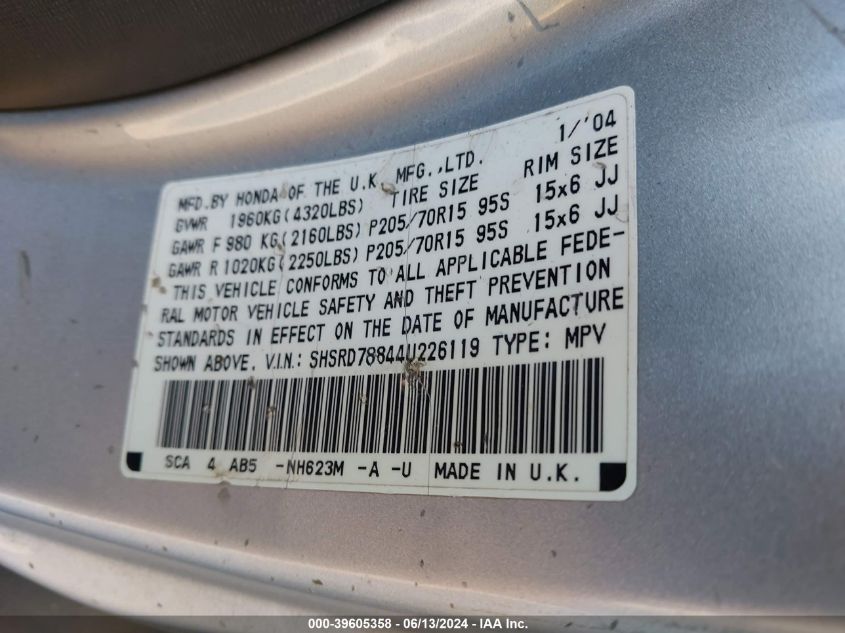 1/'04
MFD.BY HONDA OF THE U.K. MFG.,LTD.
GVWR 1960KG(4320LBS) TIRE SIZE RIM SIZE
GAWR F 980 KG(2160LBS) P205/70R15 95S 15x6 JJ
GAWR R 1020KG(2250LBS) P205/70R15 95S 15x6 JJ
THIS VEHICLE CONFORMS TO ALL APPLICABLE FEDE-
RAL MOTOR VEHICLE SAFETY AND THEFT PREVENTION
STANDARDS IN EFFECT ON THE DATE OF MANUFACTURE
SHOWN ABOVE. V.I.N.: SHSRD78844U226119 TYPE: MPV
SCA 4 AB5 -NH623M -A -U MADE IN U.K.
000-39605358 - 06/13/2024 - IAA Inc.